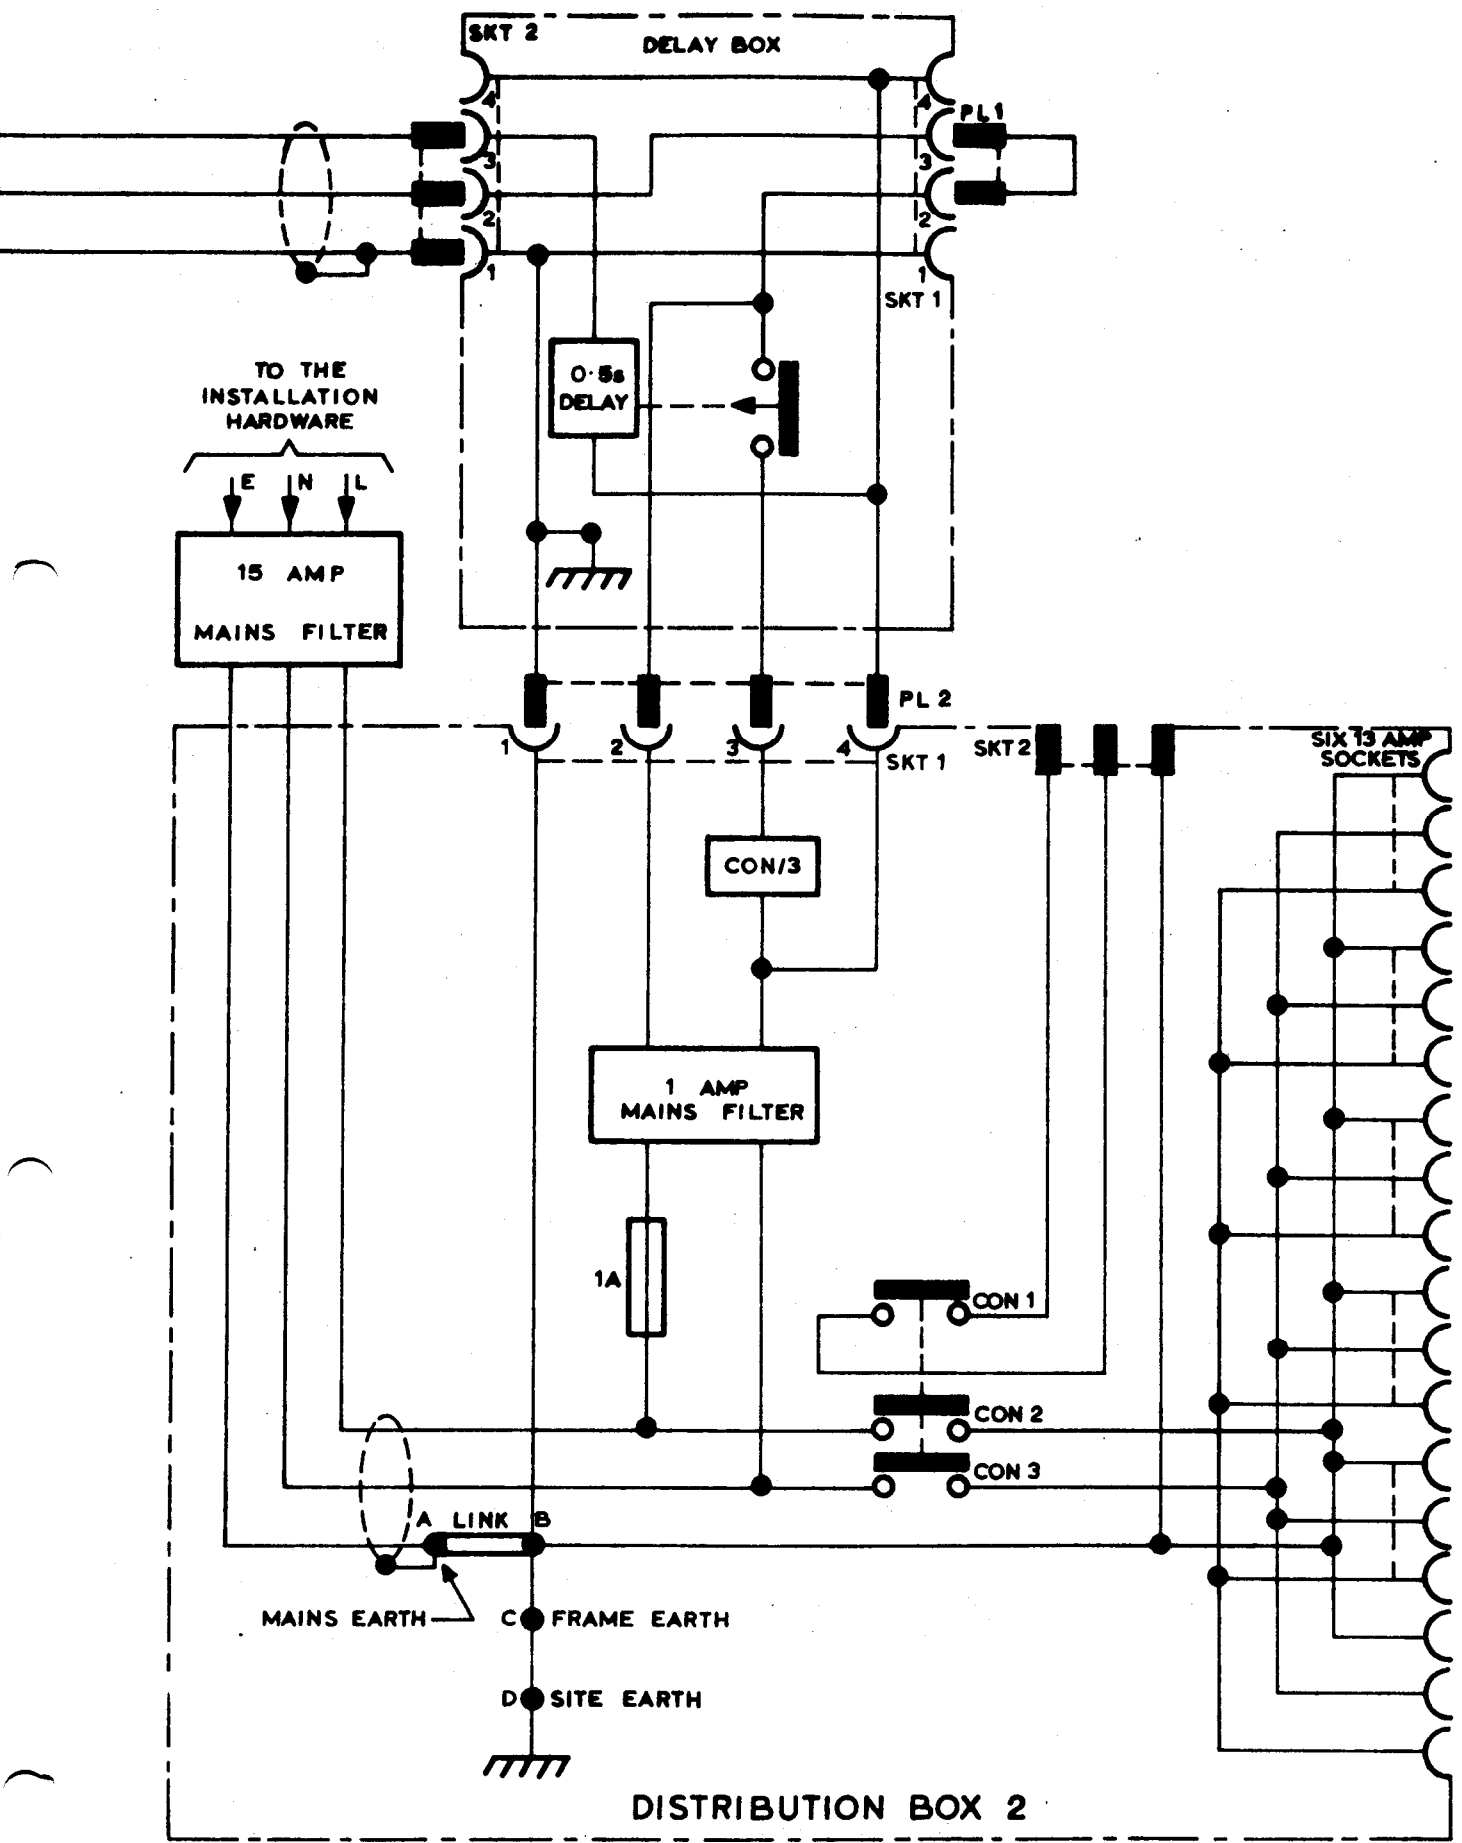 SKT 2
DELAY BOX
4
4
PL 1
3
3
2
2
1
1
SKT 1
TO THE
INSTALLATION
HARDWARE
0·5s
DELAY
E N L
15 AMP
MAINS FILTER
PL 2
1
2
3
4
SKT 1
SKT 2
SIX 13 AMP
SOCKETS
CON/3
1 AMP
MAINS FILTER
1A
CON 1
CON 2
CON 3
A LINK B
MAINS EARTH
C FRAME EARTH
D SITE EARTH
DISTRIBUTION BOX 2